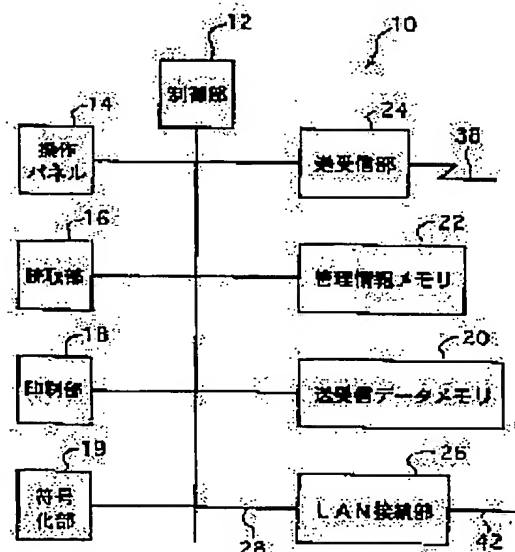 12
10
制御部
14
24
38
操作
パネル
送受信部
16
22
読取部
管理情報メモリ
18
20
印刷部
送受信データメモリ
19
26
符号
化部
LAN接続部
28
42